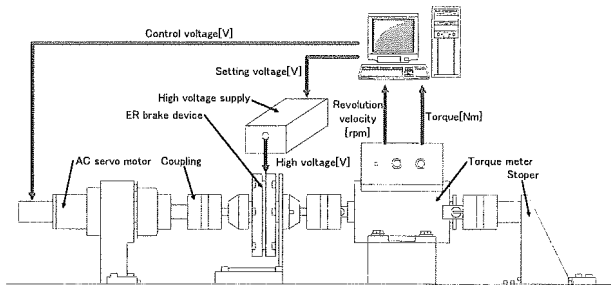 Control voltage[V]
Setting voltage[V]
High voltage supply
ER brake device
Revolution
velocity
[rpm]
Torque[Nm]
AC servo motor
Coupling
High voltage[V]
Torque meter
Stoper